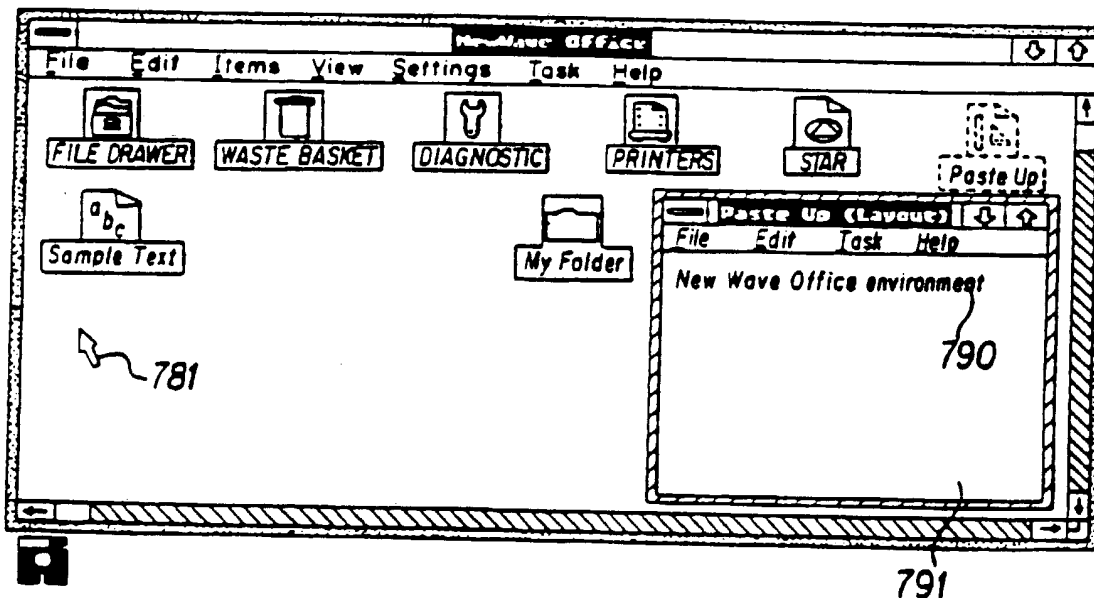 NewWave Office
File Edit Items View Settings Task Help
FILE DRAWER WASTE BASKET DIAGNOSTIC PRINTERS STAR Paste Up
abc
Sample Text My Folder
Paste Up (Layout)
File Edit Task Help
New Wave Office environment
790
781
791